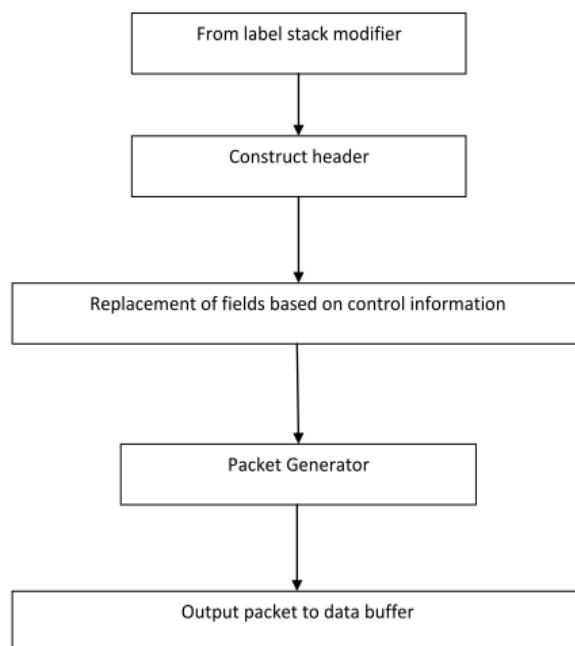 From label stack modifier
Construct header
Replacement of fields based on control information
Packet Generator
Output packet to data buffer